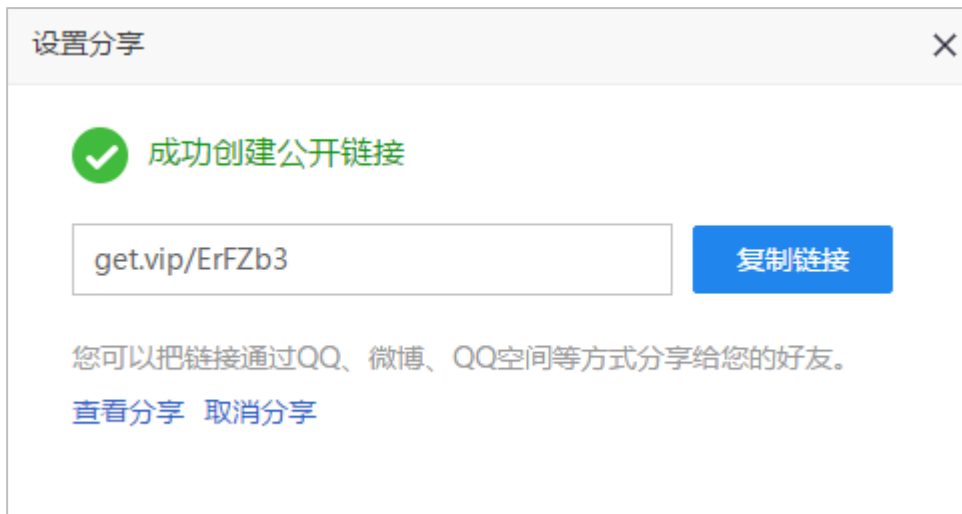 设置分享
成功创建公开链接
get.vip/ErFZb3
复制链接
您可以把链接通过QQ、微博、QQ空间等方式分享给您的好友。
查看分享 取消分享